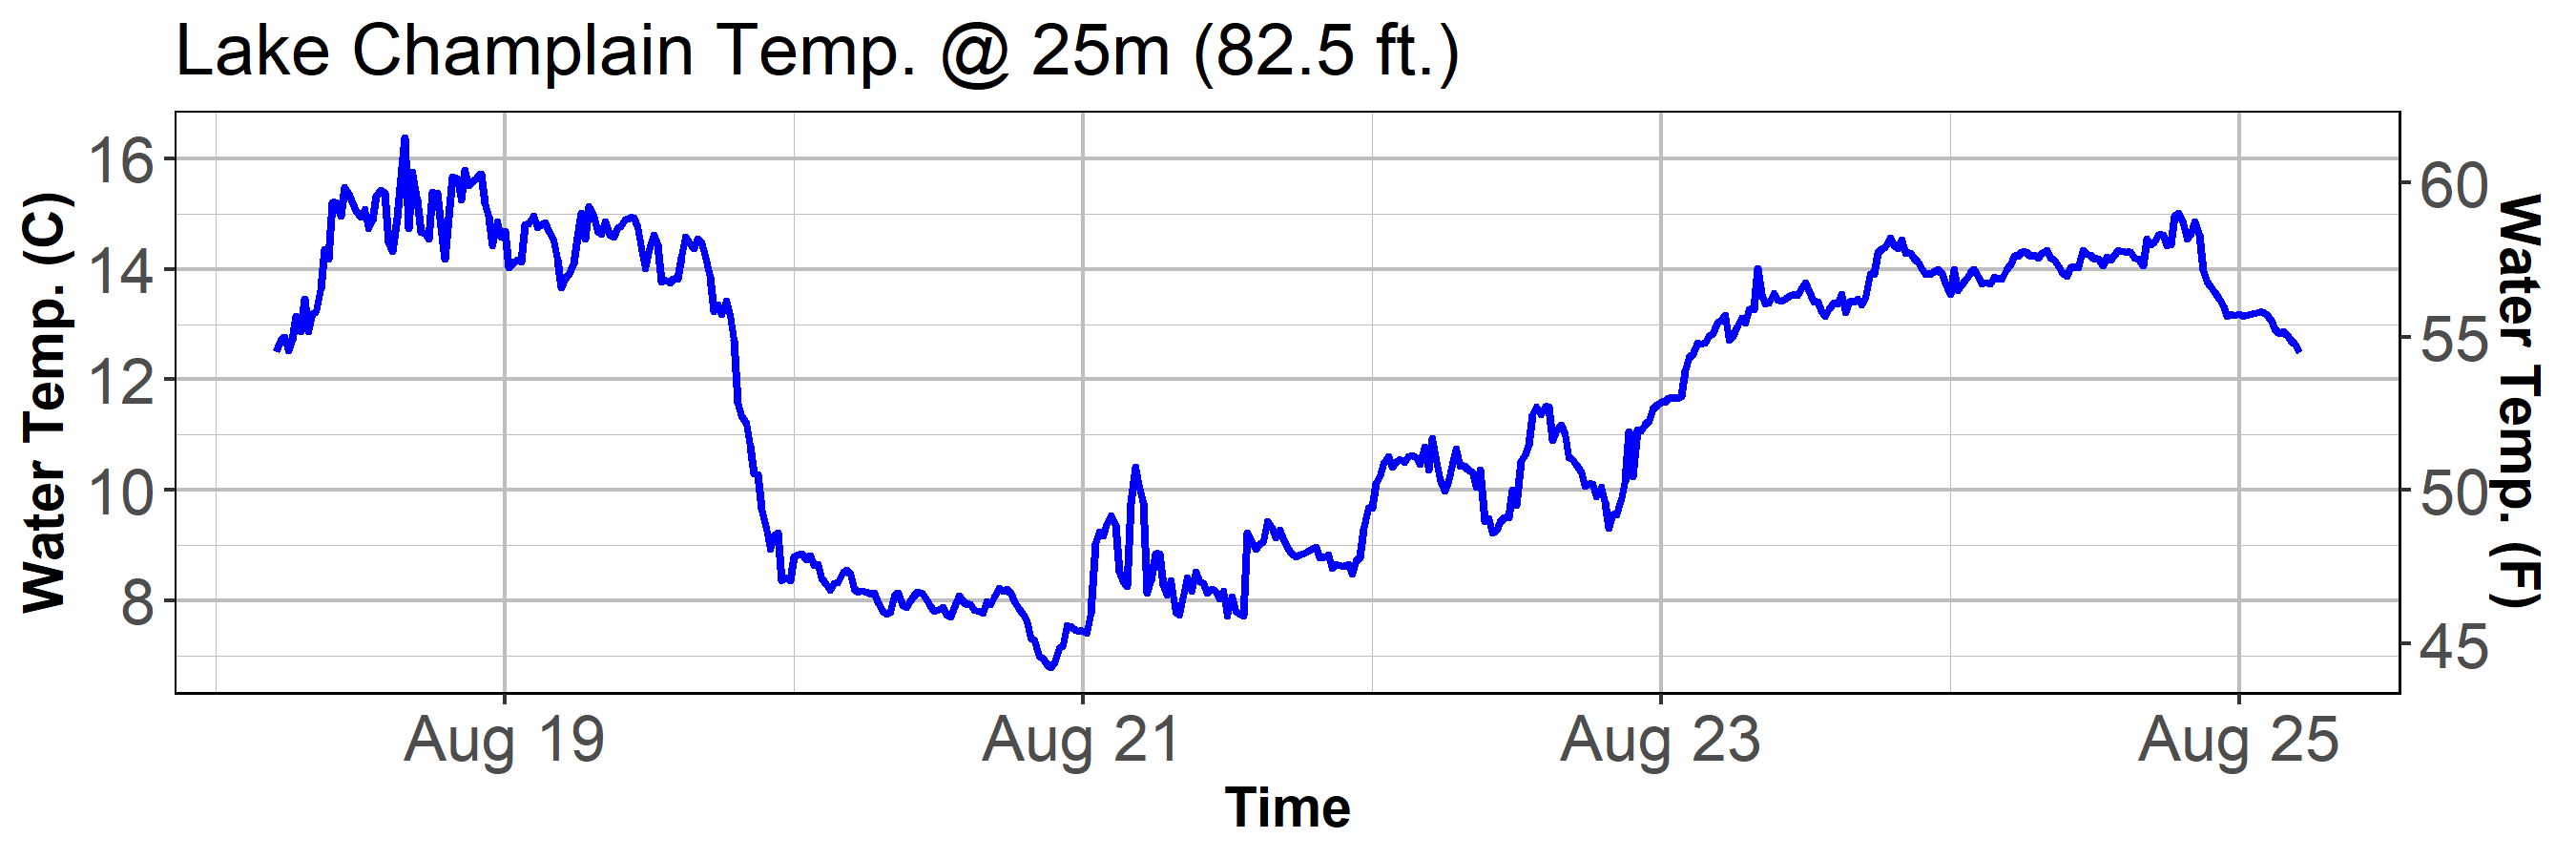 Lake Champlain Temp. @ 25m (82.5 ft.)
Water Temp. (C)
16
14
12
10
8
60
55
50
45
Water Temp. (F)
Aug 19
Aug 21
Aug 23
Aug 25
Time